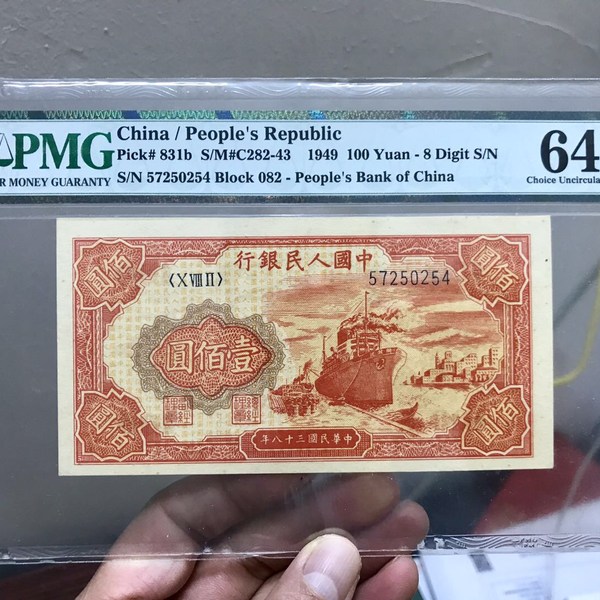 PMG
R MONEY GUARANTY
China / People's Republic
Pick# 831b S/M#C282-43 1949 100 Yuan - 8 Digit S/N
S/N 57250254 Block 082 - People's Bank of China
64
Choice Uncircula
中國人民銀行
〈X VIII II〉
57250254
佰圓
佰圓
壹佰圓
佰圓
佰圓
中華民國三十八年